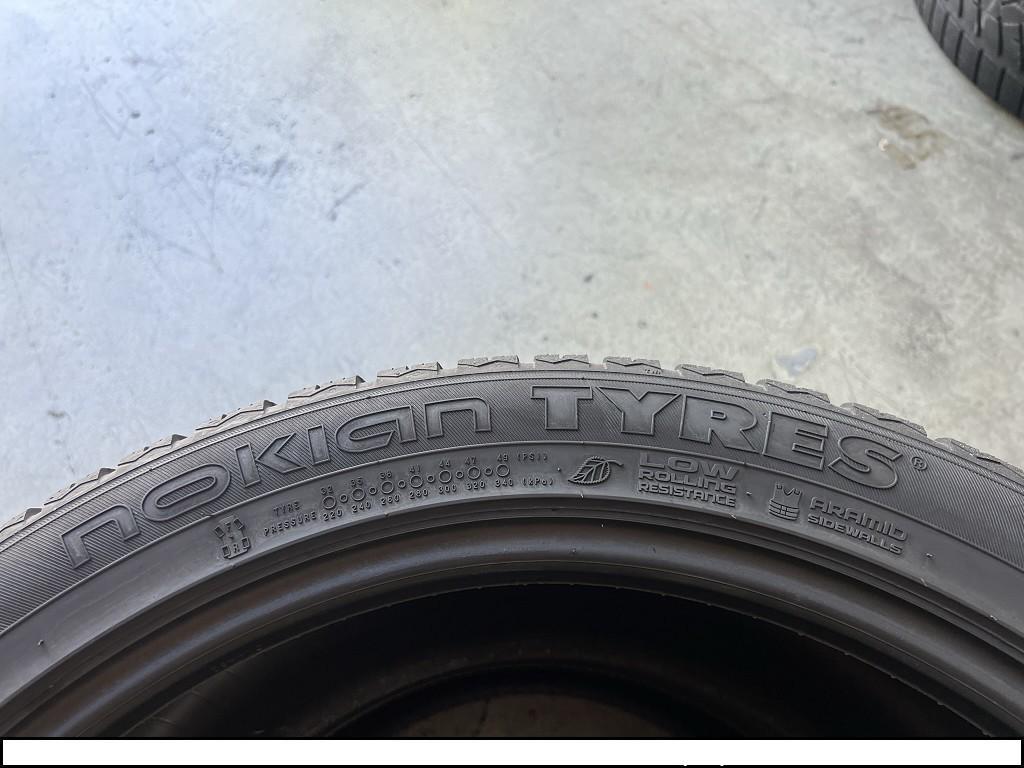 nokian TYRES®
TYRE 32 35 38 41 44 47 49 (PSI)
PRESSURE 220 240 260 280 300 320 340 (kPa)
LOW
ROLLING
RESISTANCE
ARAMID
SIDEWALLS